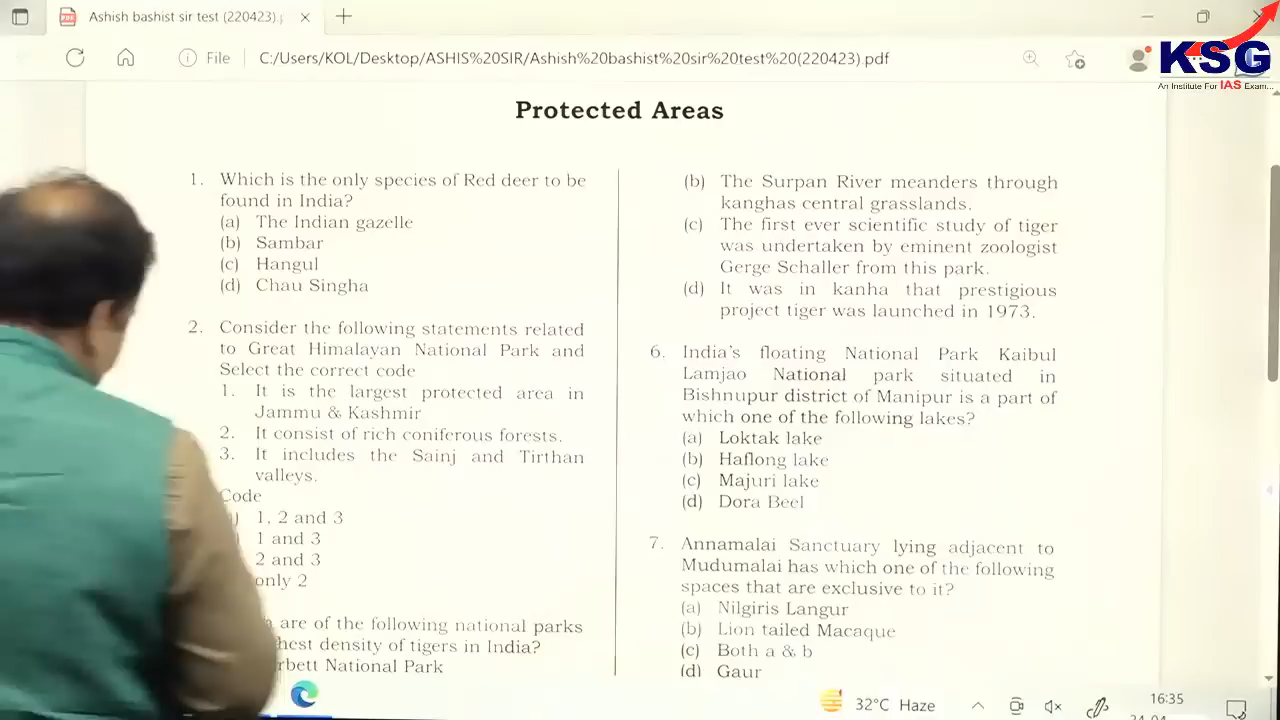 Ashish bashist sir test (220423).p
File
C:/Users/KOL/Desktop/ASHIS%20SIR/Ashish%20bashist%20sir%20test%20(220423).pdf
KSG
An Institute For IAS Exam...
Protected Areas
1. Which is the only species of Red deer to be
found in India?
(a) The Indian gazelle
(b) Sambar
(c) Hangul
(d) Chau Singha
2. Consider the following statements related
to Great Himalayan National Park and
Select the correct code
1. It is the largest protected area in
Jammu & Kashmir
2. It consist of rich coniferous forests.
3. It includes the Sainj and Tirthan
valleys.
Code
1, 2 and 3
1 and 3
2 and 3
only 2
are of the following national parks
density of tigers in India?
National Park
(b) The Surpan River meanders through
kanghas central grasslands.
(c) The first ever scientific study of tiger
was undertaken by eminent zoologist
Gerge Schaller from this park.
(d) It was in kanha that prestigious
project tiger was launched in 1973.
6. India's floating National Park Kaibul
Lamjao National park situated in
Bishnupur district of Manipur is a part of
which one of the following lakes?
(a) Loktak lake
(b) Haflong lake
(c) Majuri lake
(d) Dora Beel
7. Annamalai Sanctuary lying adjacent to
Mudumalai has which one of the following
spaces that are exclusive to it?
(a) Nilgiris Langur
(b) Lion tailed Macaque
(c) Both a & b
(d) Gaur
32°C Haze
16:35